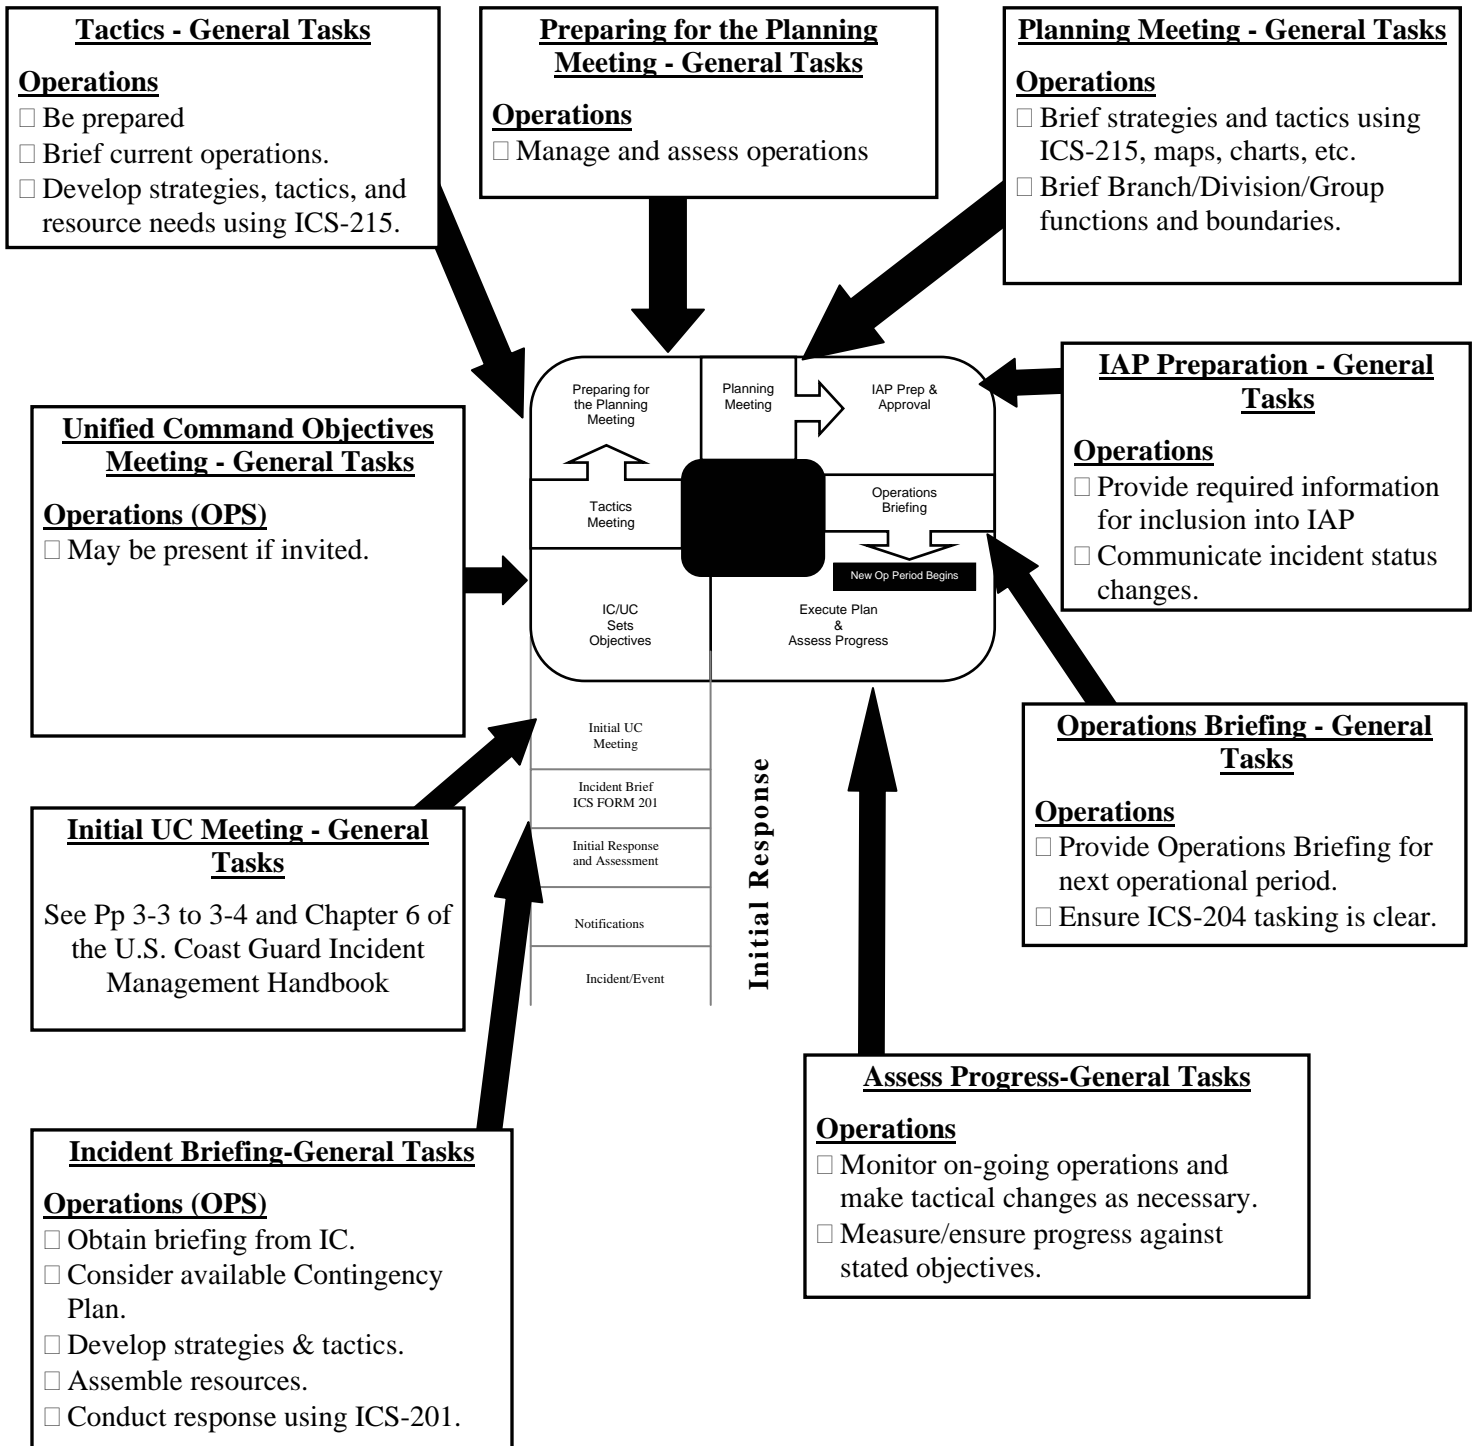 Tactics - General Tasks
Operations
□ Be prepared
□ Brief current operations.
□ Develop strategies, tactics, and
resource needs using ICS-215.
Preparing for the Planning
Meeting - General Tasks
Operations
□ Manage and assess operations
Planning Meeting - General Tasks
Operations
□ Brief strategies and tactics using
ICS-215, maps, charts, etc.
□ Brief Branch/Division/Group
functions and boundaries.
Unified Command Objectives
Meeting - General Tasks
Operations (OPS)
□ May be present if invited.
Preparing for
the Planning
Meeting
Planning
Meeting
IAP Prep &
Approval
Tactics
Meeting
Operations
Briefing
New Op Period Begins
IC/UC
Sets
Objectives
Execute Plan
&
Assess Progress
IAP Preparation - General
Tasks
Operations
□ Provide required information
for inclusion into IAP
□ Communicate incident status
changes.
Initial UC
Meeting
Incident Brief
ICS FORM 201
Initial Response
and Assessment
Notifications
Incident/Event
Initial Response
Operations Briefing - General
Tasks
Operations
□ Provide Operations Briefing for
next operational period.
□ Ensure ICS-204 tasking is clear.
Initial UC Meeting - General
Tasks
See Pp 3-3 to 3-4 and Chapter 6 of
the U.S. Coast Guard Incident
Management Handbook
Assess Progress-General Tasks
Operations
□ Monitor on-going operations and
make tactical changes as necessary.
□ Measure/ensure progress against
stated objectives.
Incident Briefing-General Tasks
Operations (OPS)
□ Obtain briefing from IC.
□ Consider available Contingency
Plan.
□ Develop strategies & tactics.
□ Assemble resources.
□ Conduct response using ICS-201.